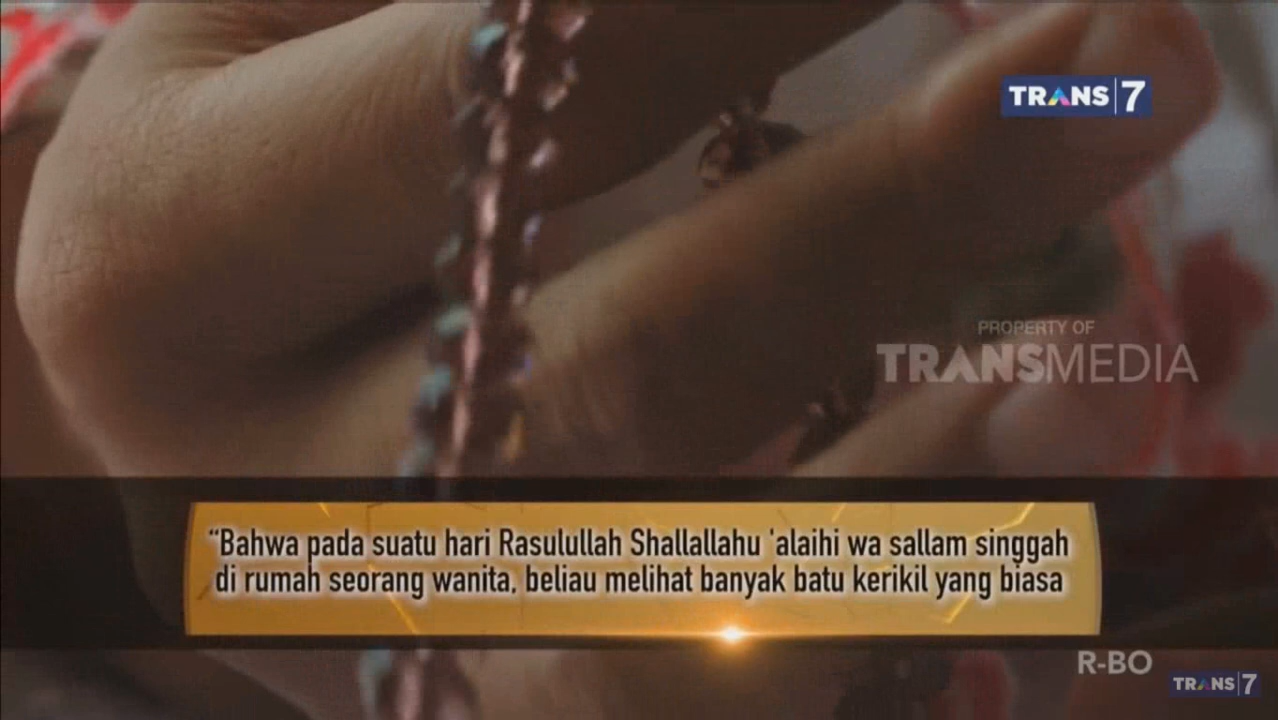 TRANS|7
PROPERTY OF
TRANSMEDIA
“Bahwa pada suatu hari Rasulullah Shallallahu 'alaihi wa sallam singgah
di rumah seorang wanita, beliau melihat banyak batu kerikil yang biasa
R-BO
TRANS|7